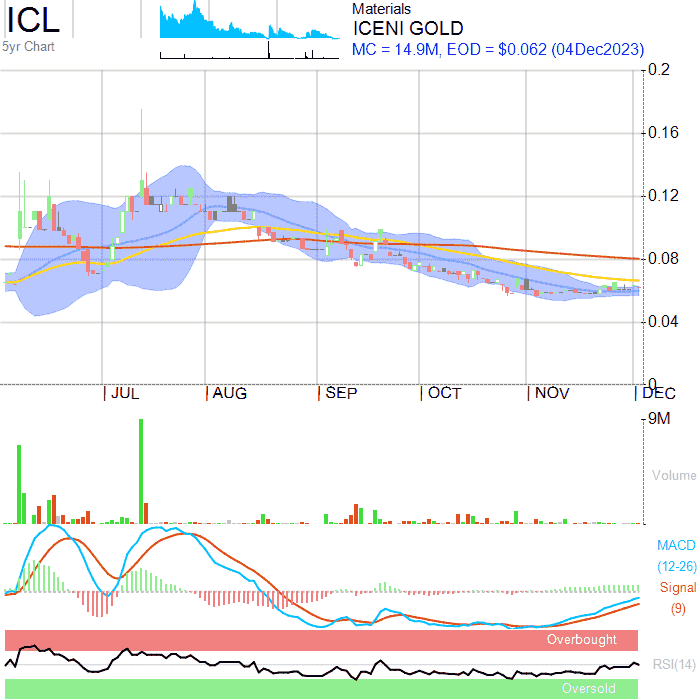 ICL
5yr Chart
Materials
ICENI GOLD
MC = 14.9M, EOD = $0.062 (04Dec2023)
0.2
0.16
0.12
0.08
0.04
0
JUL AUG SEP OCT NOV DEC
9M
Volume
MACD
(12-26)
Signal
(9)
Overbought
RSI(14)
Oversold